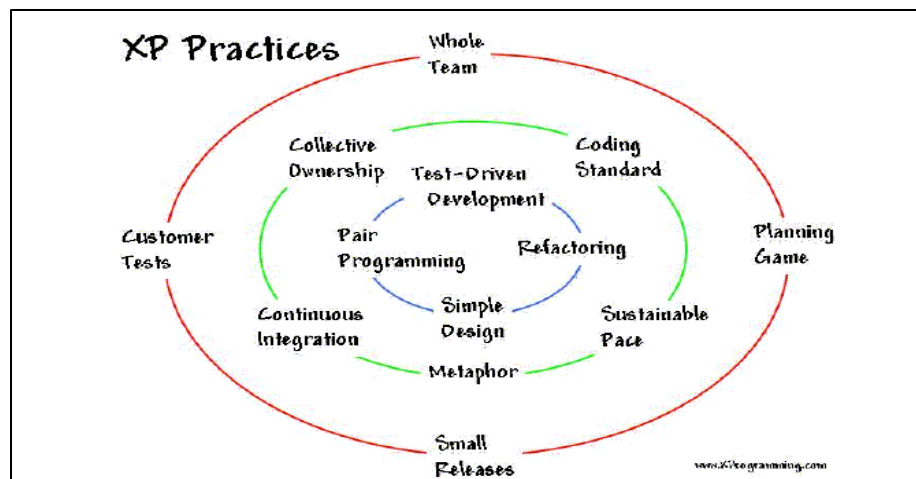 XP Practices
Whole
Team
Collective
Ownership
Coding
Standard
Test-Driven
Development
Customer
Tests
Pair
Programming
Refactoring
Planning
Game
Continuous
Integration
Simple
Design
Sustainable
Pace
Metaphor
Small
Releases
www.XProgramming.com